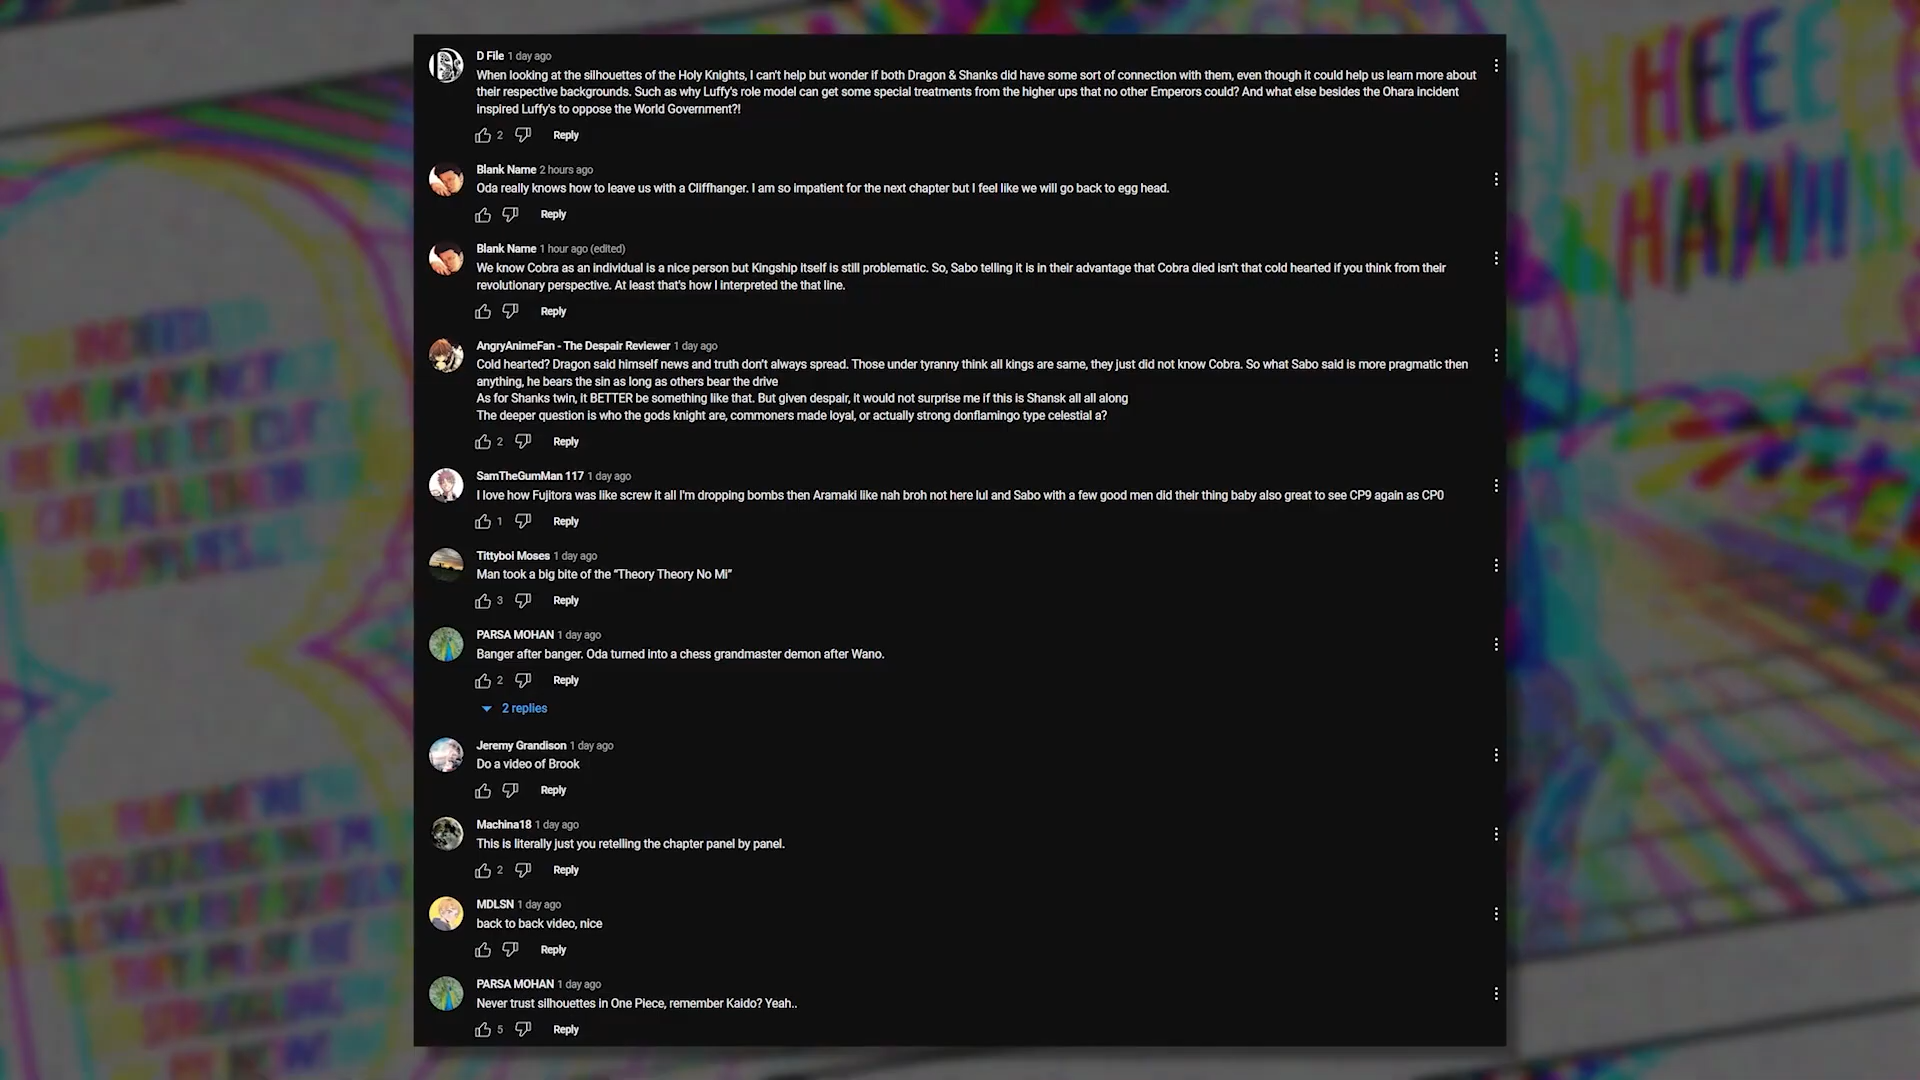 D File 1 day ago
When looking at the silhouettes of the Holy Knights, I can't help but wonder if both Dragon & Shanks did have some sort of connection with them, even though it could help us learn more about
their respective backgrounds. Such as why Luffy's role model can get some special treatments from the higher ups that no other Emperors could? And what else besides the Ohara incident
inspired Luffy's to oppose the World Government?!
2 Reply
Blank Name 2 hours ago
Oda really knows how to leave us with a Cliffhanger. I am so impatient for the next chapter but I feel like we will go back to egg head.
Reply
Blank Name 1 hour ago (edited)
We know Cobra as an individual is a nice person but Kingship itself is still problematic. So, Sabo telling it is in their advantage that Cobra died isn't that cold hearted if you think from their
revolutionary perspective. At least that's how I interpreted the that line.
Reply
AngryAnimeFan - The Despair Reviewer 1 day ago
Cold hearted? Dragon said himself news and truth don't always spread. Those under tyranny think all kings are same, they just did not know Cobra. So what Sabo said is more pragmatic then
anything, he bears the sin as long as others bear the drive
As for Shanks twin, it BETTER be something like that. But given despair, it would not surprise me if this is Shansk all all along
The deeper question is who the gods knight are, commoners made loyal, or actually strong donflamingo type celestial a?
2 Reply
SamTheGumMan 117 1 day ago
I love how Fujitora was like screw it all I'm dropping bombs then Aramaki like nah broh not here lul and Sabo with a few good men did their thing baby also great to see CP9 again as CP0
1 Reply
Tittyboi Moses 1 day ago
Man took a big bite of the “Theory Theory No Mi”
3 Reply
PARSA MOHAN 1 day ago
Banger after banger. Oda turned into a chess grandmaster demon after Wano.
2 Reply
2 replies
Jeremy Grandison 1 day ago
Do a video of Brook
Reply
Machina18 1 day ago
This is literally just you retelling the chapter panel by panel.
2 Reply
MDLSN 1 day ago
back to back video, nice
Reply
PARSA MOHAN 1 day ago
Never trust silhouettes in One Piece, remember Kaido? Yeah..
5 Reply